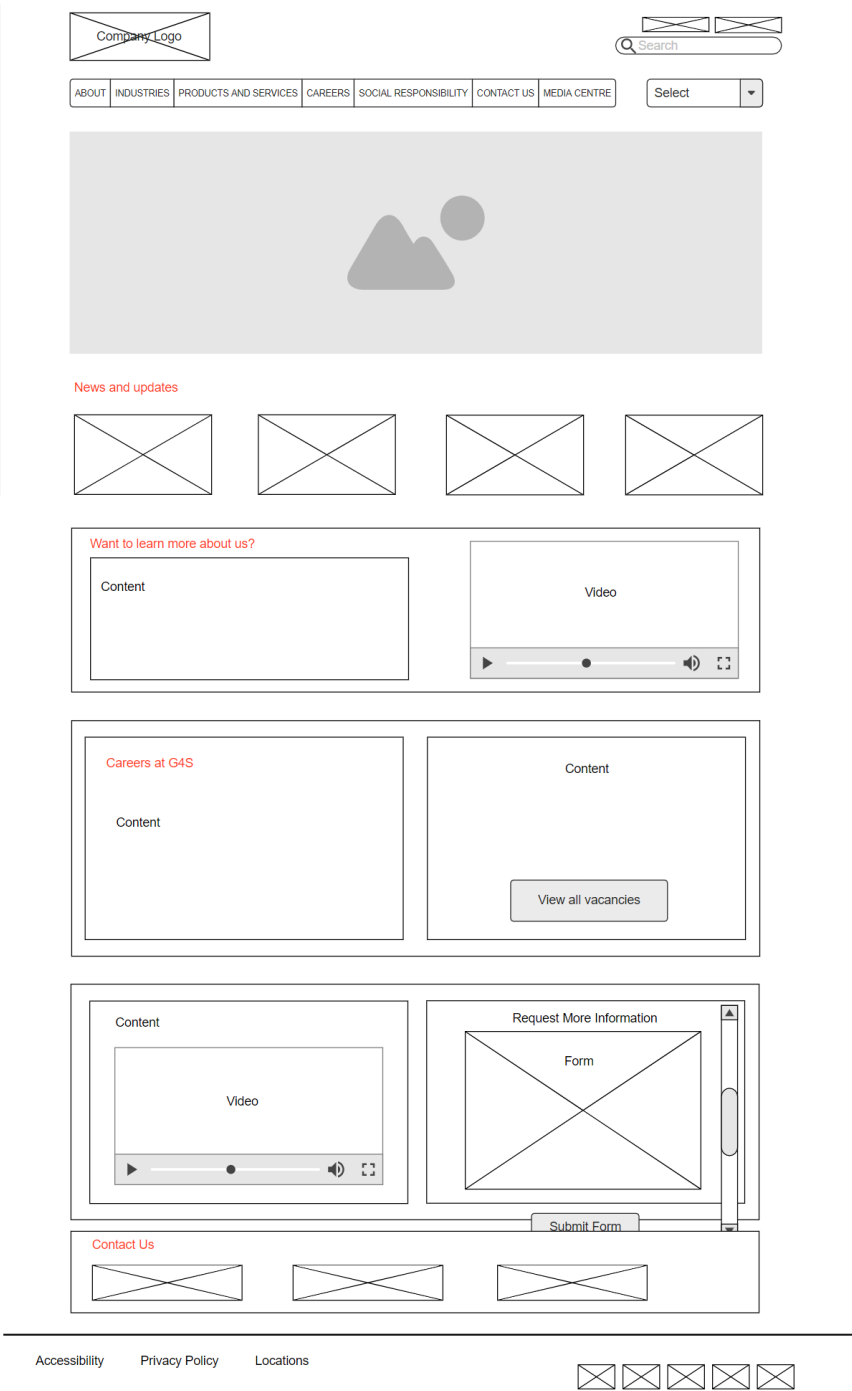 Company Logo
Search
ABOUT INDUSTRIES PRODUCTS AND SERVICES CAREERS SOCIAL RESPONSIBILITY CONTACT US MEDIA CENTRE
Select
News and updates
Want to learn more about us?
Content
Video
Careers at G4S
Content
Content
View all vacancies
Content
Video
Request More Information
Form
Submit Form
Contact Us
Accessibility Privacy Policy Locations